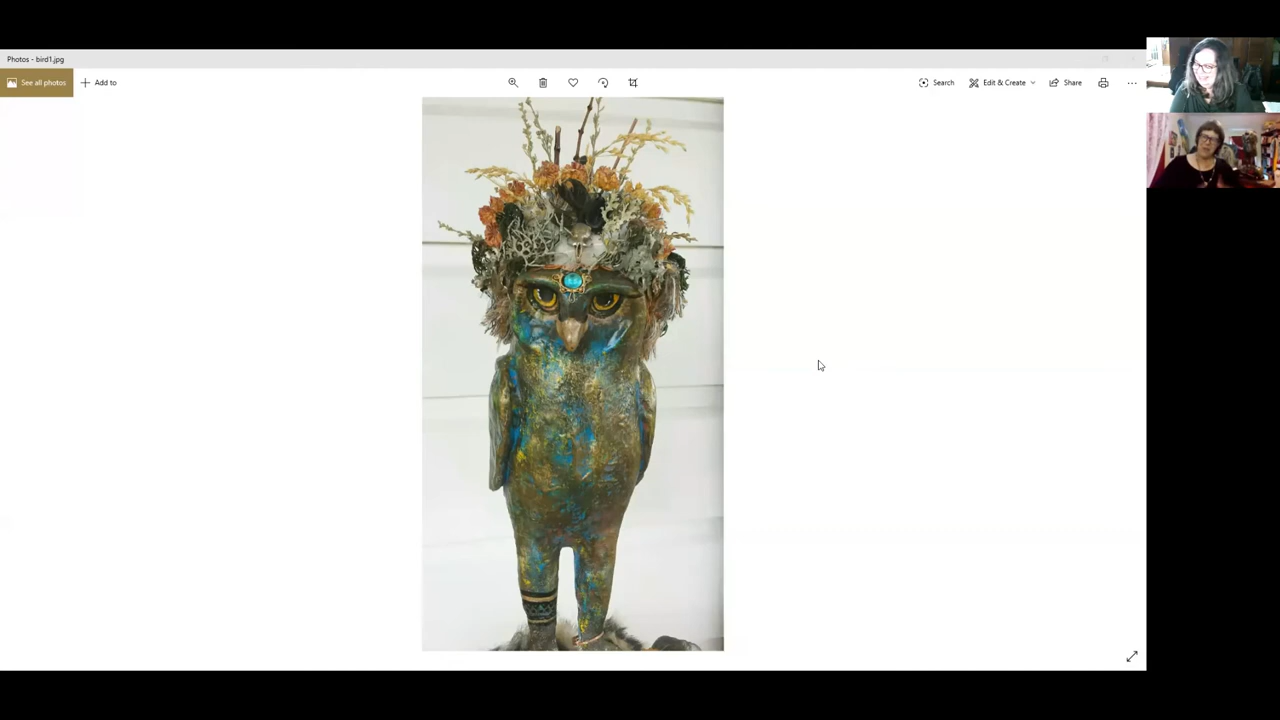 Photos - bird1.jpg
See all photos
Add to
Search
Edit & Create
Share